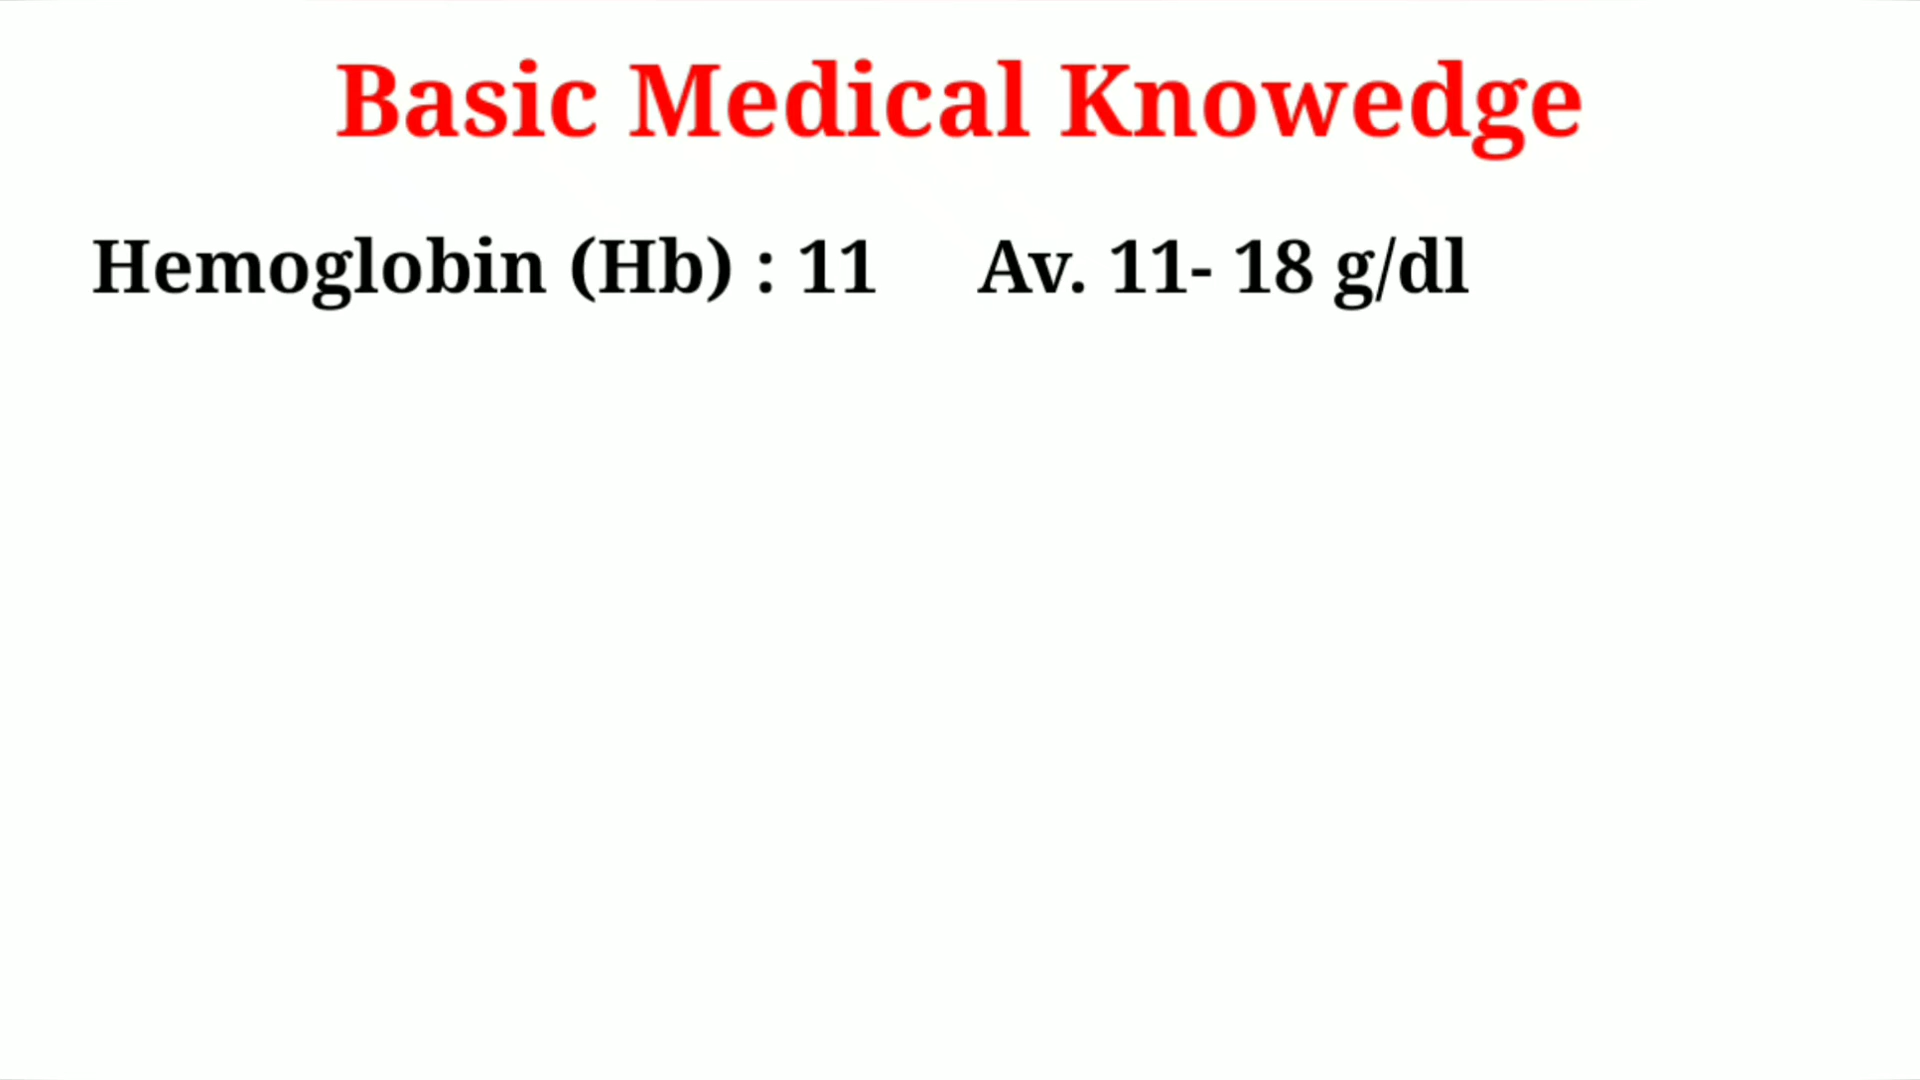 Basic Medical Knowedge
Hemoglobin (Hb) : 11 Av. 11- 18 g/dl